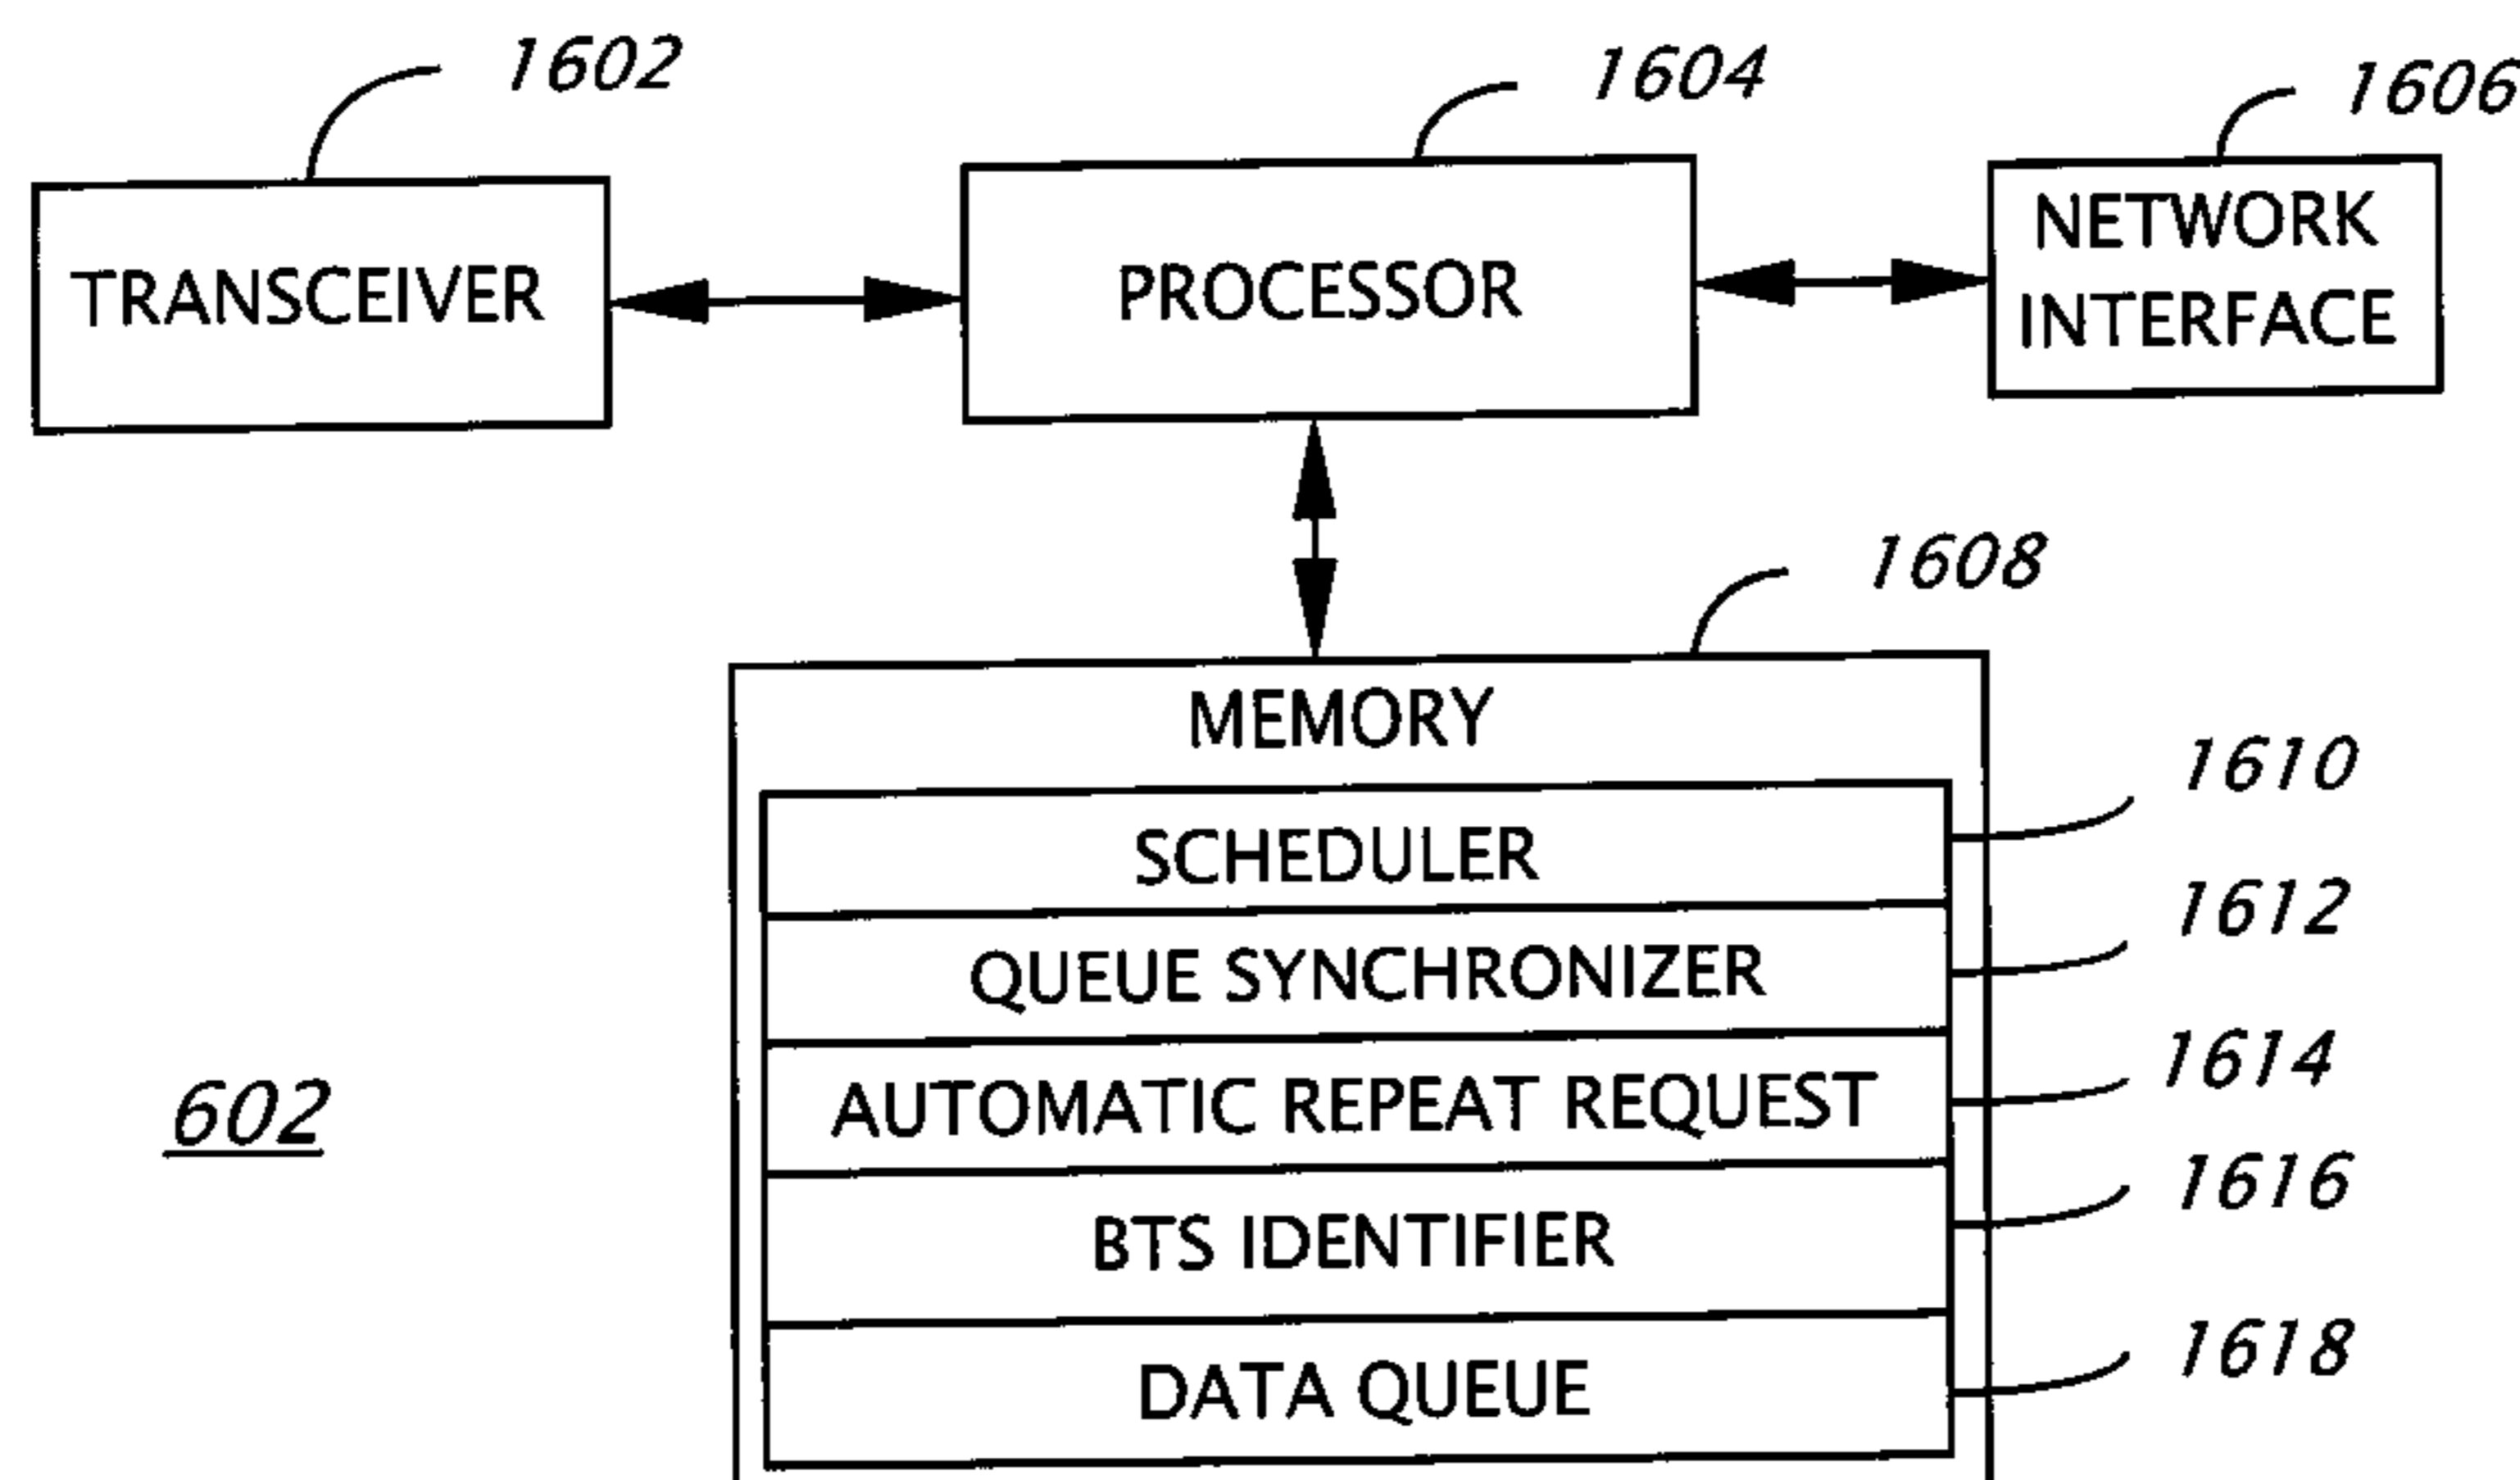 1602
1604
1606
TRANSCEIVER
PROCESSOR
NETWORK
INTERFACE
1608
MEMORY
1610
SCHEDULER
1612
QUEUE SYNCHRONIZER
1614
AUTOMATIC REPEAT REQUEST
602
1616
BTS IDENTIFIER
1618
DATA QUEUE